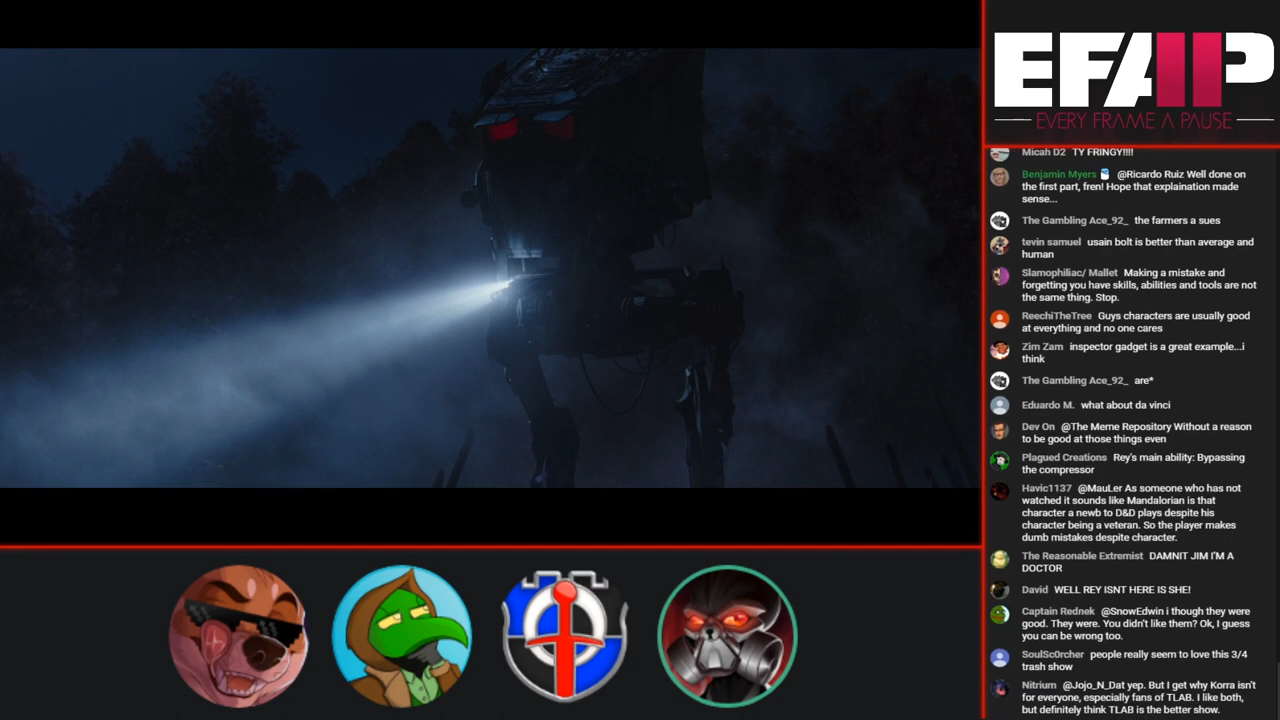 EFAP
EVERY FRAME A PAUSE
Micah D2 TY FRINGY!!!!
Benjamin Myers @Ricardo Ruiz Well done on
the first part, fren! Hope that explaination made
sense...
The Gambling Ace_92_ the farmers a sues
tevin samuel usain bolt is better than average and
human
Slamophiliac/ Mallet Making a mistake and
forgetting you have skills, abilities and tools are not
the same thing. Stop.
ReechiTheTree Guys characters are usually good
at everything and no one cares
Zim Zam inspector gadget is a great example...i
think
The Gambling Ace_92_ are*
Eduardo M. what about da vinci
Dev On @The Meme Repository Without a reason
to be good at those things even
Plagued Creations Rey's main ability: Bypassing
the compressor
Havic1137 @MauLer As someone who has not
watched it sounds like Mandalorian is that
character a newb to D&D plays despite his
character being a veteran. So the player makes
dumb mistakes despite character.
The Reasonable Extremist DAMNIT JIM I'M A
DOCTOR
David WELL REY ISNT HERE IS SHE!
Captain Rednek @SnowEdwin i though they were
good. They were. You didn't like them? Ok, I guess
you can be wrong too.
SoulSc0rcher people really seem to love this 3/4
trash show
Nitrium @Jojo_N_Dat yep. But I get why Korra isn't
for everyone, especially fans of TLAB. I like both,
but definitely think TLAB is the better show.